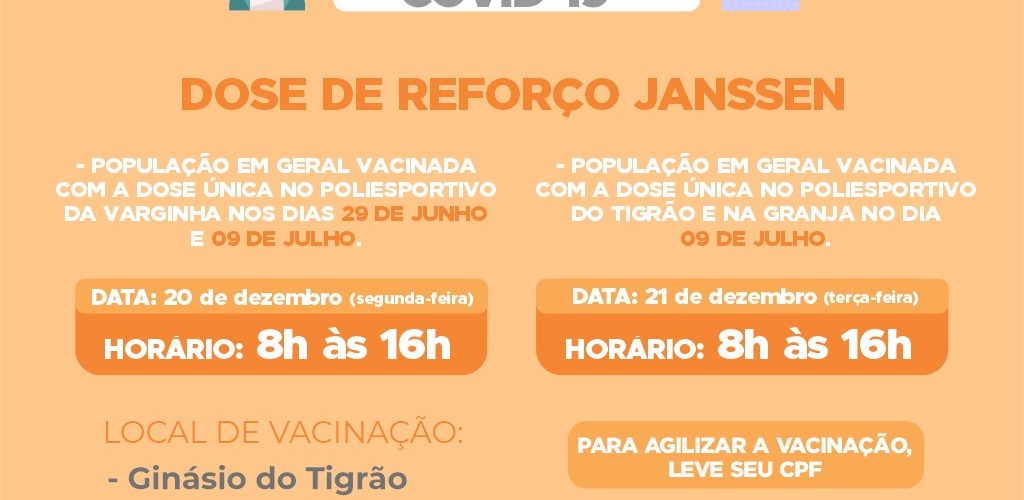 COVID-19
DOSE DE REFORÇO JANSSEN
- POPULAÇÃO EM GERAL VACINADA
COM A DOSE ÚNICA NO POLIESPORTIVO
DA VARGINHA NOS DIAS 29 DE JUNHO
E 09 DE JULHO.
DATA: 20 de dezembro (segunda-feira)
HORÁRIO: 8h às 16h
- POPULAÇÃO EM GERAL VACINADA
COM A DOSE ÚNICA NO POLIESPORTIVO
DO TIGRÃO E NA GRANJA NO DIA
09 DE JULHO.
DATA: 21 de dezembro (terça-feira)
HORÁRIO: 8h às 16h
LOCAL DE VACINAÇÃO:
- Ginásio do Tigrão
PARA AGILIZAR A VACINAÇÃO,
LEVE SEU CPF